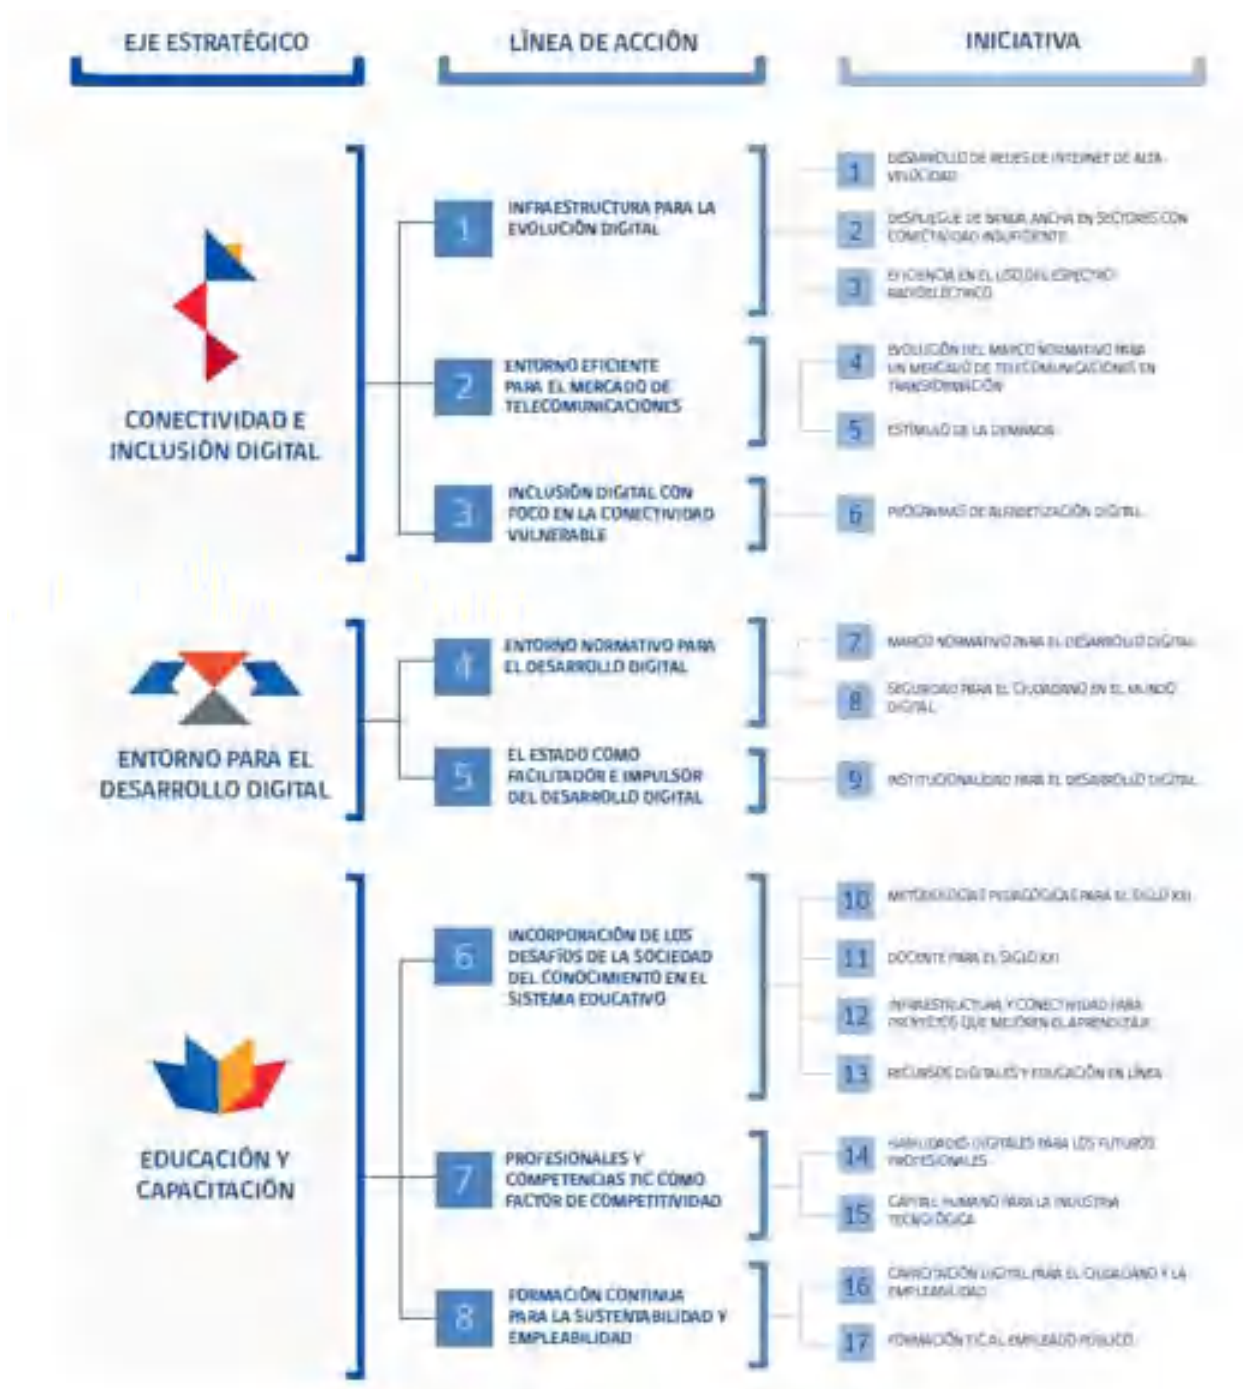 EJE ESTRATÉGICO
LÍNEA DE ACCIÓN
INICIATIVA
CONECTIVIDAD E
INCLUSIÓN DIGITAL
1
INFRAESTRUCTURA PARA LA
EVOLUCIÓN DIGITAL
1
DESARROLLO DE REDES DE INTERNET DE ALTA
VELOCIDAD
2
DESPLIEGUE DE BANDA ANCHA EN SECTORES CON
CONECTIVIDAD INSUFICIENTE
3
EFICIENCIA EN EL USO DEL ESPECTRO
RADIOELÉCTRICO
2
ENTORNO EFICIENTE
PARA EL MERCADO DE
TELECOMUNICACIONES
4
EVOLUCIÓN DEL MARCO NORMATIVO PARA
UN MERCADO DE TELECOMUNICACIONES EN
TRANSFORMACIÓN
5
ESTÍMULO DE LA DEMANDA
3
INCLUSIÓN DIGITAL CON
FOCO EN LA CONECTIVIDAD
VULNERABLE
6
PROGRAMAS DE ALFABETIZACIÓN DIGITAL
ENTORNO PARA EL
DESARROLLO DIGITAL
4
ENTORNO NORMATIVO PARA
EL DESARROLLO DIGITAL
7
MARCO NORMATIVO PARA EL DESARROLLO DIGITAL
8
SEGURIDAD PARA EL CIUDADANO EN EL MUNDO
DIGITAL
5
EL ESTADO COMO
FACILITADOR E IMPULSOR
DEL DESARROLLO DIGITAL
9
INSTITUCIONALIDAD PARA EL DESARROLLO DIGITAL
EDUCACIÓN Y
CAPACITACIÓN
6
INCORPORACIÓN DE LOS
DESAFÍOS DE LA SOCIEDAD
DEL CONOCIMIENTO EN EL
SISTEMA EDUCATIVO
10
METODOLOGÍAS PEDAGÓGICAS PARA EL SIGLO XXI
11
DOCENTE PARA EL SIGLO XXI
12
INFRAESTRUCTURA Y CONECTIVIDAD PARA
PROYECTOS QUE MEJOREN EL APRENDIZAJE
13
RECURSOS DIGITALES Y EDUCACIÓN EN LÍNEA
7
PROFESIONALES Y
COMPETENCIAS TIC COMO
FACTOR DE COMPETITIVIDAD
14
HABILIDADES DIGITALES PARA LOS FUTUROS
PROFESIONALES
15
CAPITAL HUMANO PARA LA INDUSTRIA
TECNOLÓGICA
8
FORMACIÓN CONTINUA
PARA LA SUSTENTABILIDAD Y
EMPLEABILIDAD
16
CAPACITACIÓN DIGITAL PARA EL CIUDADANO Y LA
EMPLEABILIDAD
17
FORMACIÓN TIC AL EMPLEADO PÚBLICO